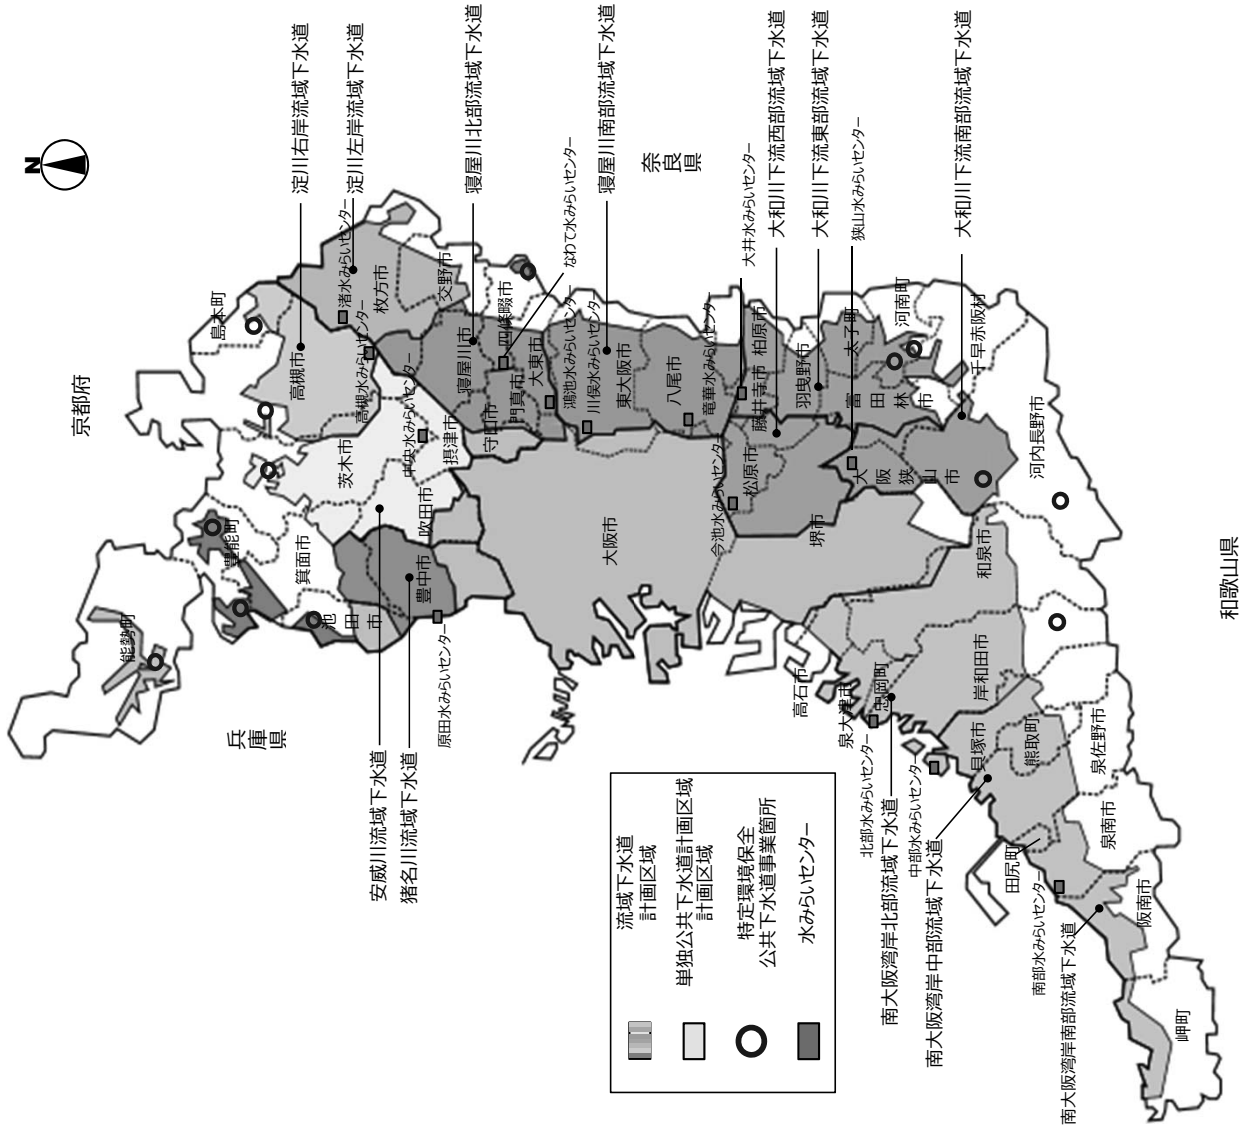 N
京都府
兵庫県
奈良県
和歌山県
淀川右岸流域下水道
淀川左岸流域下水道
寝屋川北部流域下水道
なわて水みらいセンター
寝屋川南部流域下水道
大井水みらいセンター
大和川下流西部流域下水道
大和川下流東部流域下水道
狭山水みらいセンター
大和川下流南部流域下水道
島本町
高槻市
渚水みらいセンター
枚方市
高槻水みらいセンター
交野市
中央水みらいセンター
寝屋川市
四條畷市
茨木市
摂津市
守口市
門真市
大東市
鴻池水みらいセンター
川俣水みらいセンター
東大阪市
八尾市
竜華水みらいセンター
柏原市
藤井寺市
羽曳野市
太子町
河南町
富田林市
千早赤阪村
大阪狭山市
河内長野市
今池水みらいセンター
松原市
堺市
大阪市
吹田市
豊中市
池田市
箕面市
豊能町
能勢町
原田水みらいセンター
安威川流域下水道
猪名川流域下水道
高石市
泉大津市
忠岡町
和泉市
岸和田市
貝塚市
熊取町
泉佐野市
田尻町
泉南市
阪南市
岬町
北部水みらいセンター
南大阪湾岸北部流域下水道
中部水みらいセンター
南大阪湾岸中部流域下水道
南部水みらいセンター
南大阪湾岸南部流域下水道
流域下水道
計画区域
単独公共下水道計画区域
計画区域
特定環境保全
公共下水道事業箇所
水みらいセンター